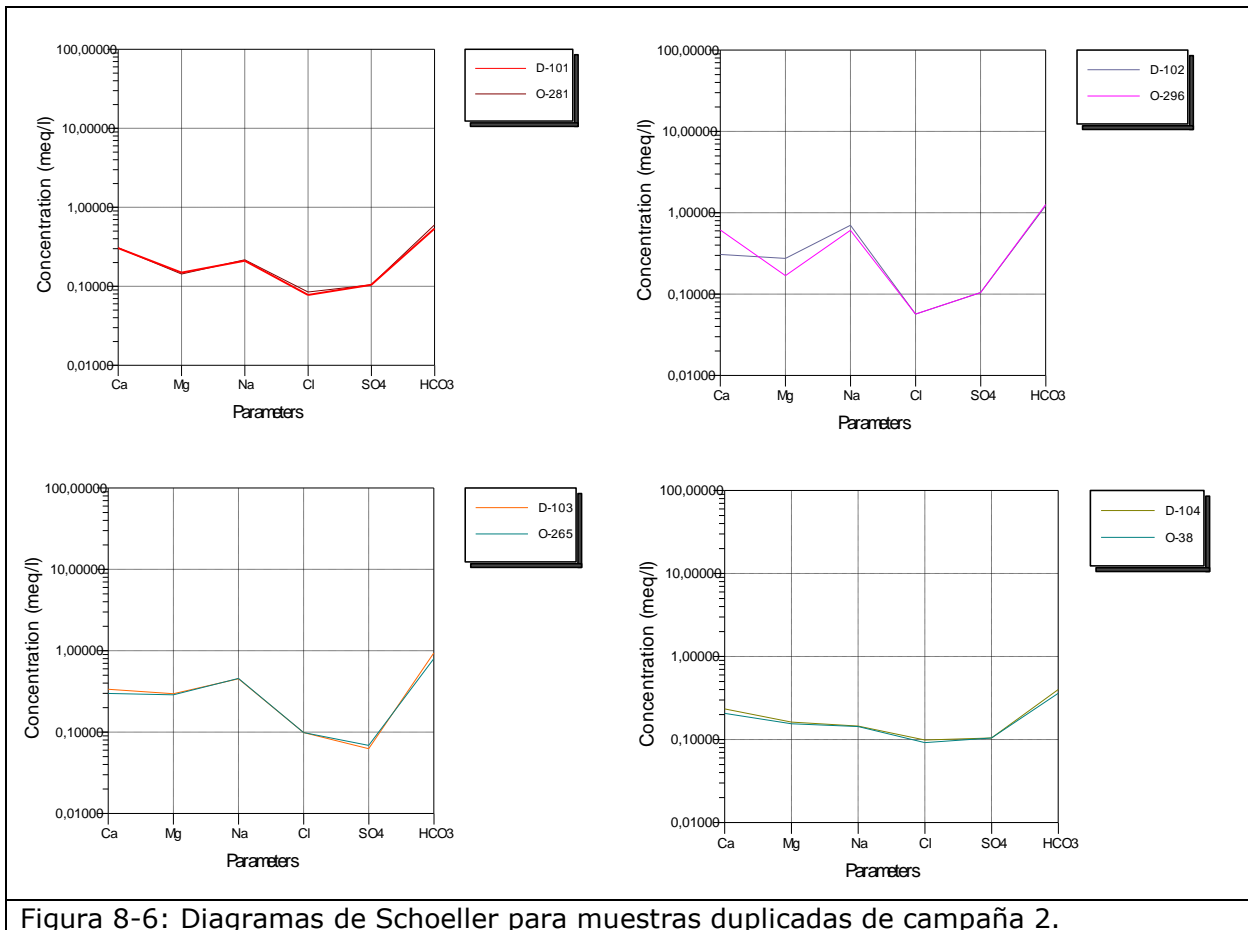 100,00000
10,00000
1,00000
0,10000
0,01000
Concentration (meq/l)
Ca Mg Na Cl SO4 HCO3
Parameters
D-101
O-281
100,00000
10,00000
1,00000
0,10000
0,01000
Concentration (meq/l)
Ca Mg Na Cl SO4 HCO3
Parameters
D-102
O-296
100,00000
10,00000
1,00000
0,10000
0,01000
Concentration (meq/l)
Ca Mg Na Cl SO4 HCO3
Parameters
D-103
O-265
100,00000
10,00000
1,00000
0,10000
0,01000
Concentration (meq/l)
Ca Mg Na Cl SO4 HCO3
Parameters
D-104
O-38
Figura 8-6: Diagramas de Schoeller para muestras duplicadas de campaña 2.